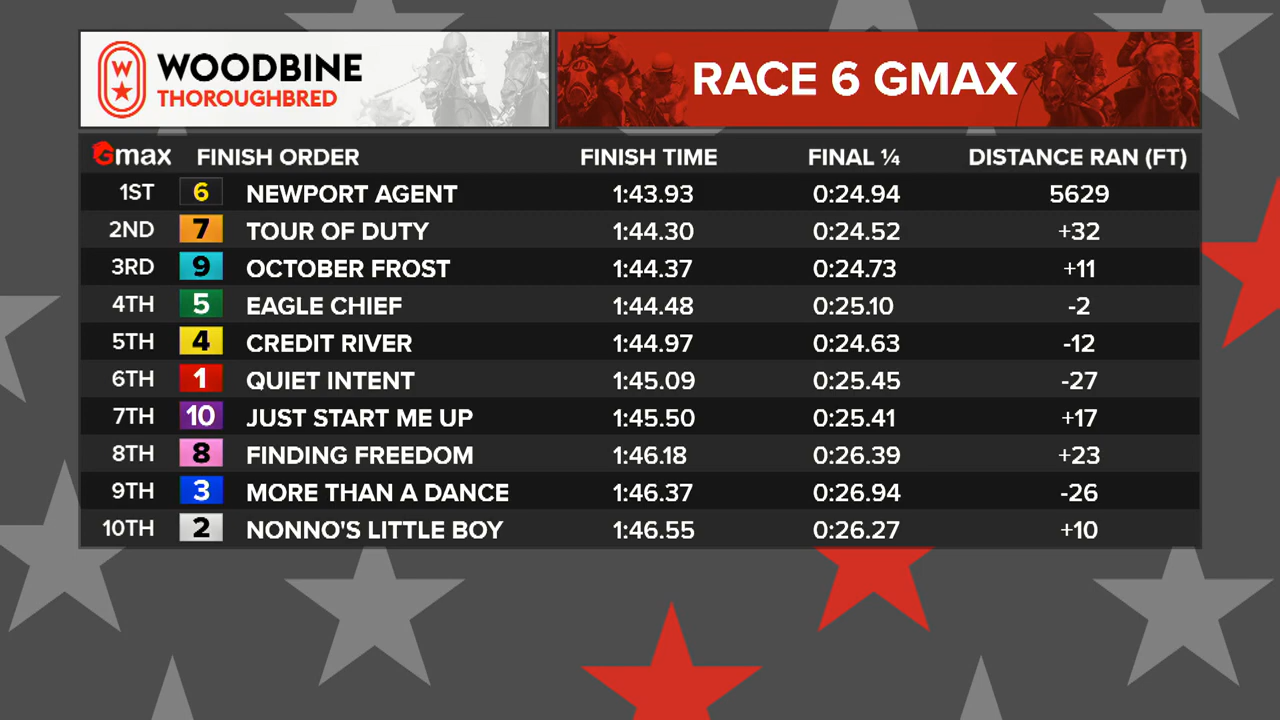 W
WOODBINE
THOROUGHBRED
RACE 6 GMAX
Gmax FINISH ORDER FINISH TIME FINAL ¼ DISTANCE RAN (FT)
1ST 6 NEWPORT AGENT 1:43.93 0:24.94 5629
2ND 7 TOUR OF DUTY 1:44.30 0:24.52 +32
3RD 9 OCTOBER FROST 1:44.37 0:24.73 +11
4TH 5 EAGLE CHIEF 1:44.48 0:25.10 -2
5TH 4 CREDIT RIVER 1:44.97 0:24.63 -12
6TH 1 QUIET INTENT 1:45.09 0:25.45 -27
7TH 10 JUST START ME UP 1:45.50 0:25.41 +17
8TH 8 FINDING FREEDOM 1:46.18 0:26.39 +23
9TH 3 MORE THAN A DANCE 1:46.37 0:26.94 -26
10TH 2 NONNO'S LITTLE BOY 1:46.55 0:26.27 +10